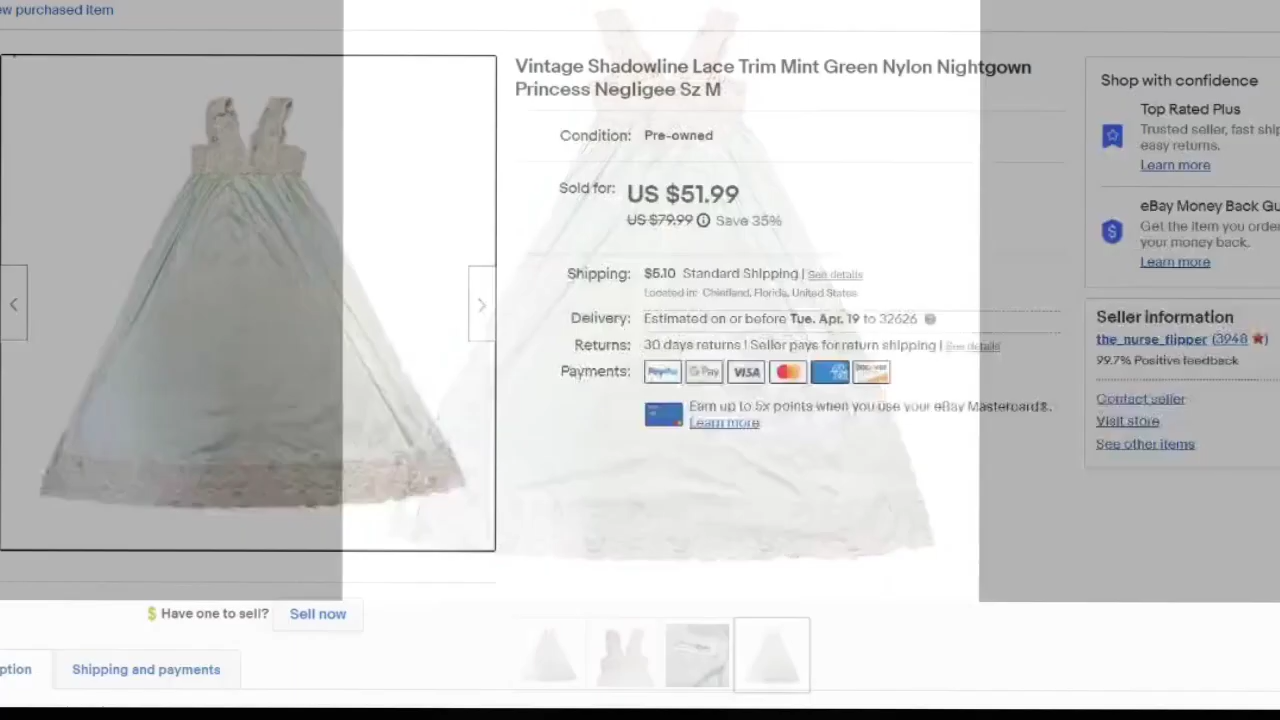 ew purchased item
Vintage Shadowline Lace Trim Mint Green Nylon Nightgown
Princess Negligee Sz M
Condition: Pre-owned
Sold for: US $51.99
US $79.99 Save 35%
Shipping: $5.10 Standard Shipping | See details
Located in: Chiefland, Florida, United States
Delivery: Estimated on or before Tue. Apr. 19 to 32626
Returns: 30 days returns | Seller pays for return shipping | See details
Payments: PayPal G Pay VISA DISCOVER
Earn up to 5x points when you use your eBay Mastercard®.
Learn more
$ Have one to sell? Sell now
ption
Shipping and payments
Shop with confidence
Top Rated Plus
Trusted seller, fast ship
easy returns.
Learn more
eBay Money Back Gu
Get the item you order
your money back.
Learn more
Seller information
the_nurse_flipper (3948 ★)
99.7% Positive feedback
Contact seller
Visit store
See other items